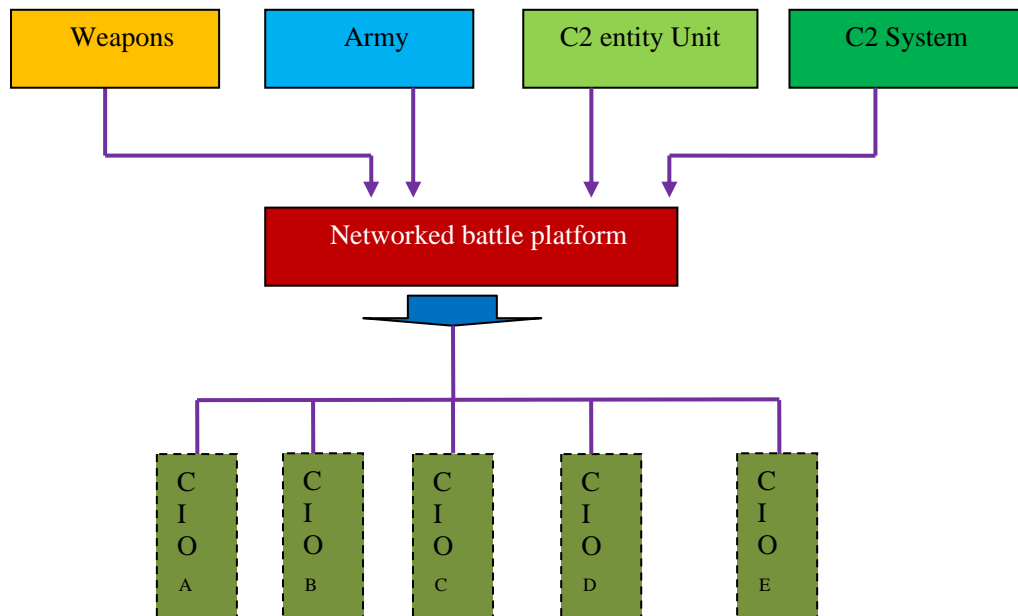 Weapons
Army
C2 entity Unit
C2 System
Networked battle platform
C
I
O
A
C
I
O
B
C
I
O
C
C
I
O
D
C
I
O
E